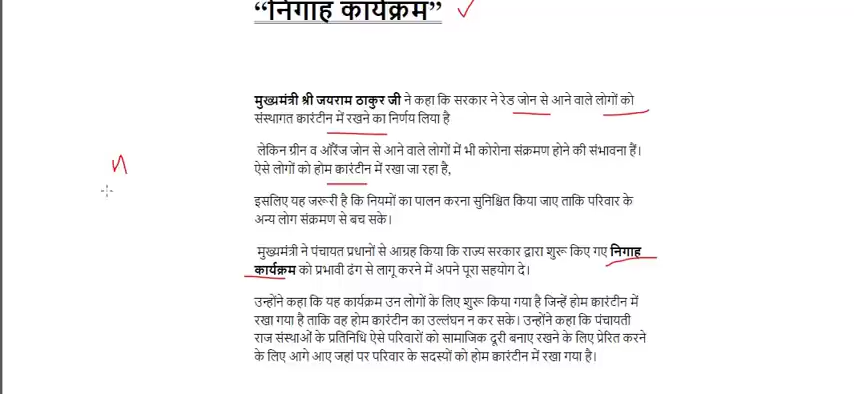 “निगाह कार्यक्रम”
मुख्यमंत्री श्री जयराम ठाकुर जी ने कहा कि सरकार ने रेड जोन से आने वाले लोगों को
संस्थागत क्वारंटीन में रखने का निर्णय लिया है
लेकिन ग्रीन व ऑरेंज जोन से आने वाले लोगों में भी कोरोना संक्रमण होने की संभावना हैं।
ऐसे लोगों को होम क्वारंटीन में रखा जा रहा है,
इसलिए यह जरूरी है कि नियमों का पालन करना सुनिश्चित किया जाए ताकि परिवार के
अन्य लोग संक्रमण से बच सके।
मुख्यमंत्री ने पंचायत प्रधानों से आग्रह किया कि राज्य सरकार द्वारा शुरू किए गए निगाह
कार्यक्रम को प्रभावी ढंग से लागू करने में अपने पूरा सहयोग दे।
उन्होंने कहा कि यह कार्यक्रम उन लोगों के लिए शुरू किया गया है जिन्हें होम क्वारंटीन में
रखा गया है ताकि वह होम क्वारंटीन का उल्लंघन न कर सके। उन्होंने कहा कि पंचायती
राज संस्थाओं के प्रतिनिधि ऐसे परिवारों को सामाजिक दूरी बनाए रखने के लिए प्रेरित करने
के लिए आगे आए जहां पर परिवार के सदस्यों को होम क्वारंटीन में रखा गया है।